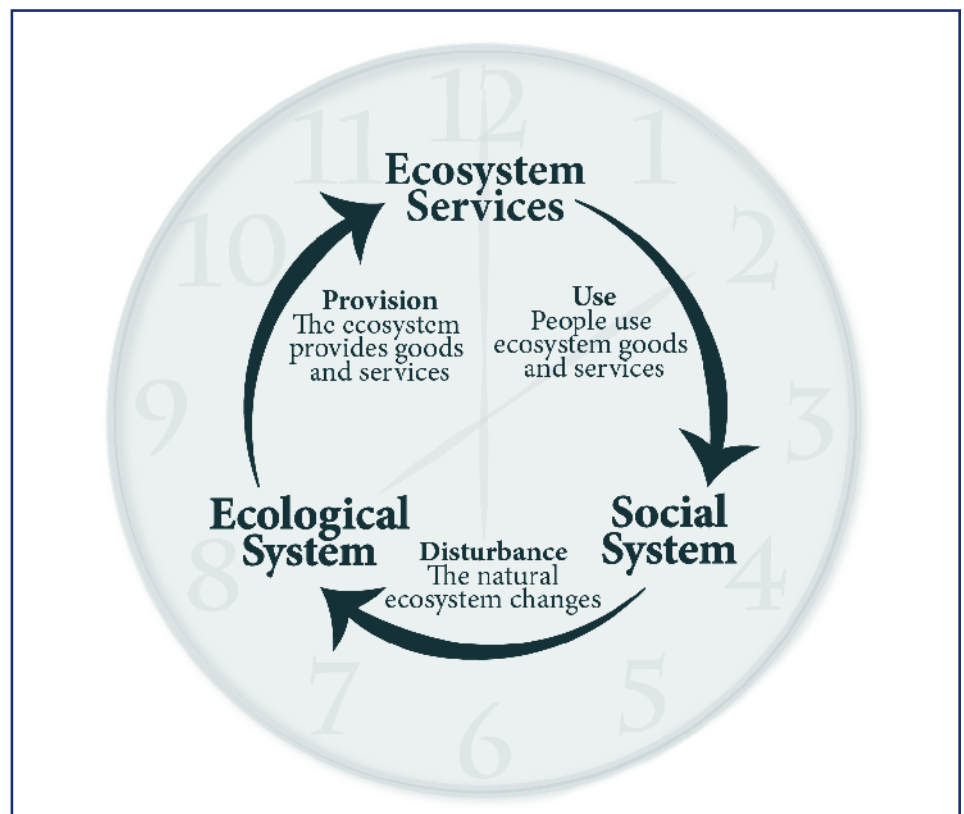 12
11
1
10
2
9
3
8
4
7
5
6
Ecosystem
Services
Provision
The ecosystem
provides goods
and services
Use
People use
ecosystem goods
and services
Ecological
System
Social
System
Disturbance
The natural
ecosystem changes